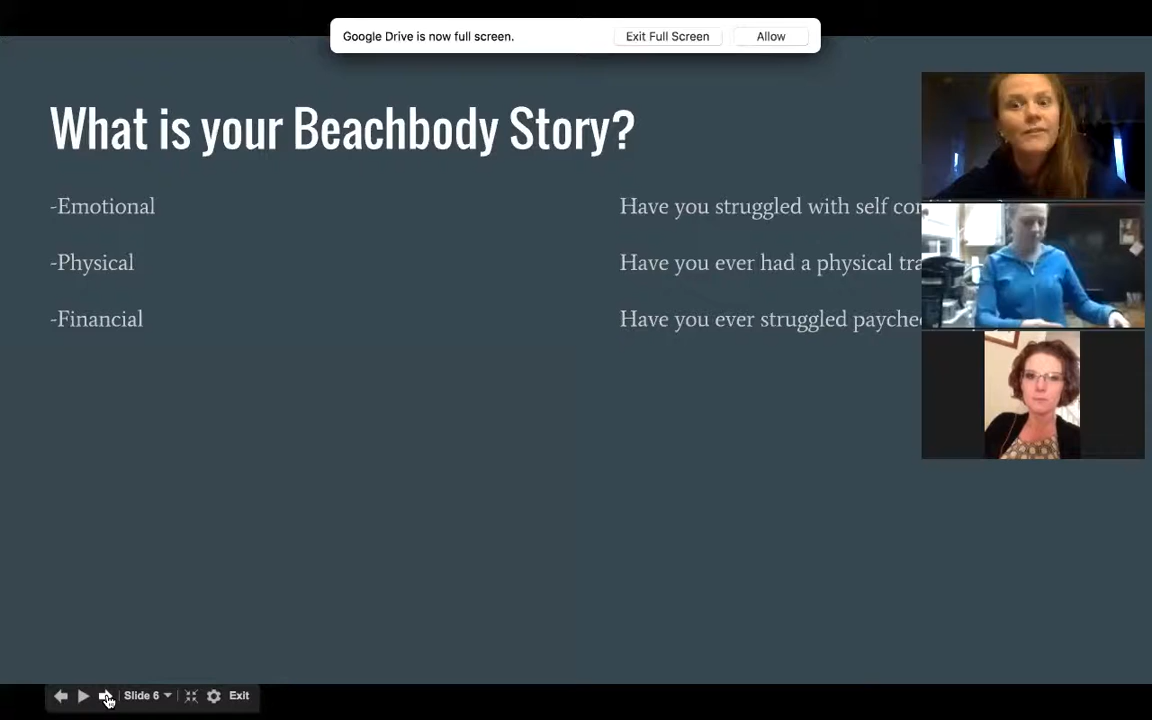 Google Drive is now full screen. Exit Full Screen Allow
What is your Beachbody Story?
-Emotional Have you struggled with self
-Physical Have you ever had a physical
-Financial Have you ever struggled
Slide 6 Exit